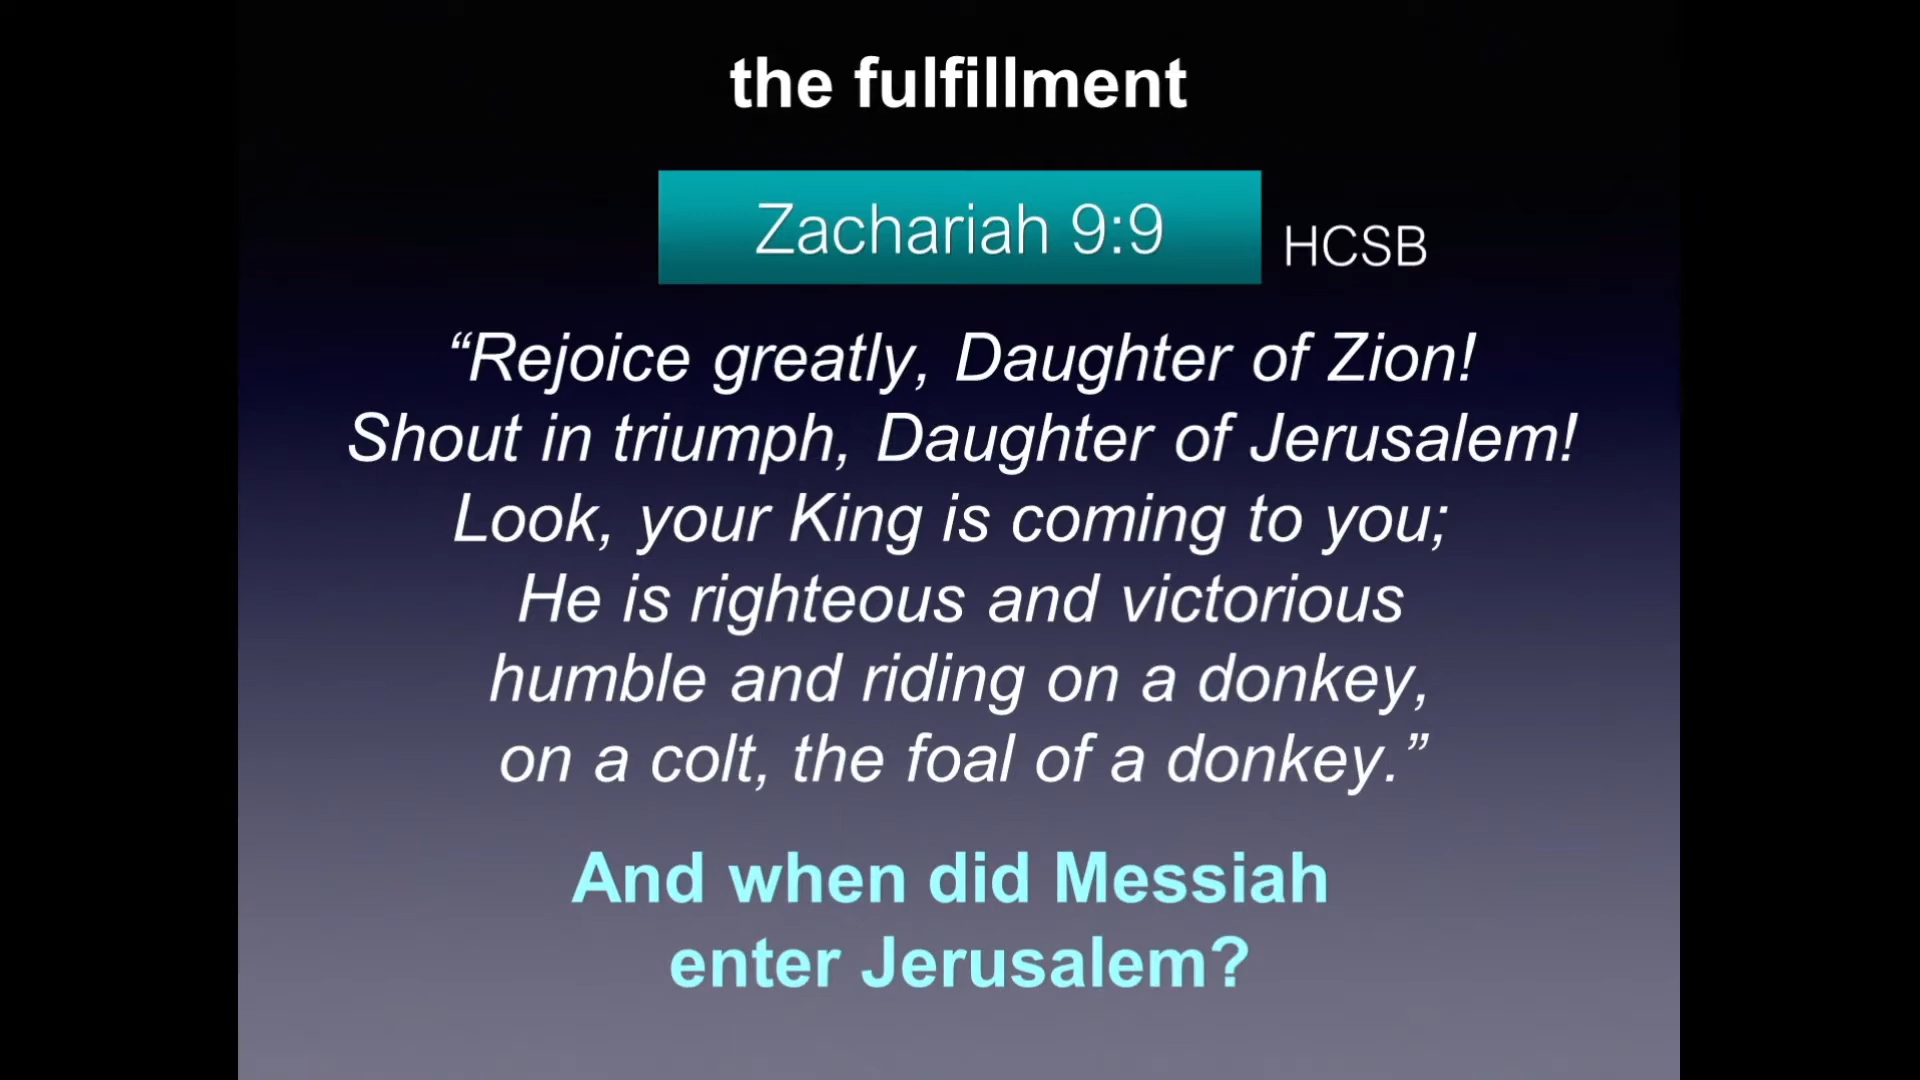 the fulfillment
Zachariah 9:9
HCSB
“Rejoice greatly, Daughter of Zion!
Shout in triumph, Daughter of Jerusalem!
Look, your King is coming to you;
He is righteous and victorious
humble and riding on a donkey,
on a colt, the foal of a donkey.”
And when did Messiah
enter Jerusalem?